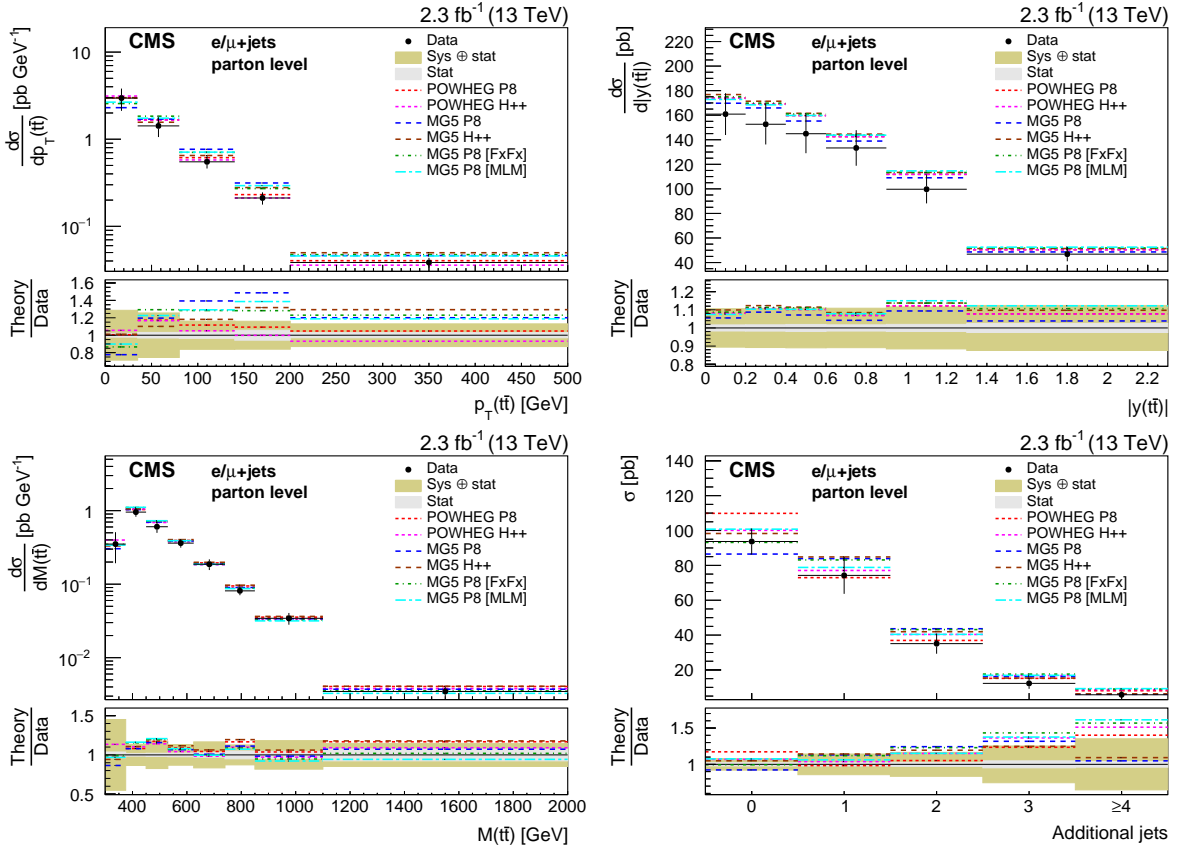 2.3 fb⁻¹ (13 TeV)
CMS
e/μ+jets
parton level
Data
Sys ⊕ stat
Stat
POWHEG P8
POWHEG H++
MG5 P8
MG5 H++
MG5 P8 [FxFx]
MG5 P8 [MLM]
dσ/dp_T(tt̄) [pb GeV⁻¹]
10
1
10⁻¹
Theory/Data
1.6
1.4
1.2
1
0.8
0 50 100 150 200 250 300 350 400 450 500
p_T(tt̄) [GeV]
2.3 fb⁻¹ (13 TeV)
CMS
e/μ+jets
parton level
Data
Sys ⊕ stat
Stat
POWHEG P8
POWHEG H++
MG5 P8
MG5 H++
MG5 P8 [FxFx]
MG5 P8 [MLM]
dσ/d|y(tt̄)| [pb]
220
200
180
160
140
120
100
80
60
40
Theory/Data
1.2
1.1
1
0.9
0.8
0 0.2 0.4 0.6 0.8 1 1.2 1.4 1.6 1.8 2 2.2
|y(tt̄)|
2.3 fb⁻¹ (13 TeV)
CMS
e/μ+jets
parton level
Data
Sys ⊕ stat
Stat
POWHEG P8
POWHEG H++
MG5 P8
MG5 H++
MG5 P8 [FxFx]
MG5 P8 [MLM]
dσ/dM(tt̄) [pb GeV⁻¹]
1
10⁻¹
10⁻²
Theory/Data
1.5
1
0.5
400 600 800 1000 1200 1400 1600 1800 2000
M(tt̄) [GeV]
2.3 fb⁻¹ (13 TeV)
CMS
e/μ+jets
parton level
Data
Sys ⊕ stat
Stat
POWHEG P8
POWHEG H++
MG5 P8
MG5 H++
MG5 P8 [FxFx]
MG5 P8 [MLM]
σ [pb]
140
120
100
80
60
40
20
Theory/Data
1.5
1
0 1 2 3 ≥4
Additional jets